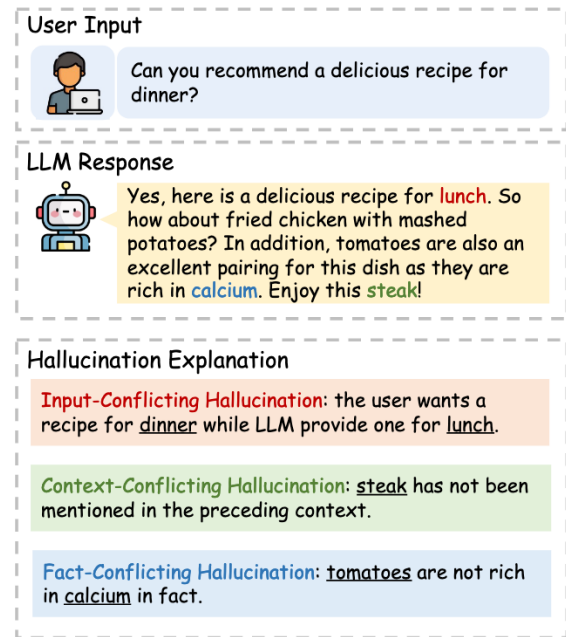 User Input
Can you recommend a delicious recipe for
dinner?
LLM Response
Yes, here is a delicious recipe for lunch. So
how about fried chicken with mashed
potatoes? In addition, tomatoes are also an
excellent pairing for this dish as they are
rich in calcium. Enjoy this steak!
Hallucination Explanation
Input-Conflicting Hallucination: the user wants a
recipe for dinner while LLM provide one for lunch.
Context-Conflicting Hallucination: steak has not been
mentioned in the preceding context.
Fact-Conflicting Hallucination: tomatoes are not rich
in calcium in fact.